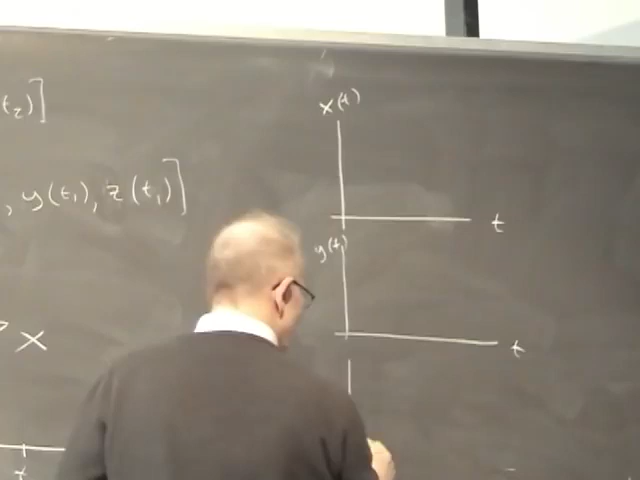 t₂)]
, y(t₁), z(t₁)]
X
x(t)
t
y(t)
t